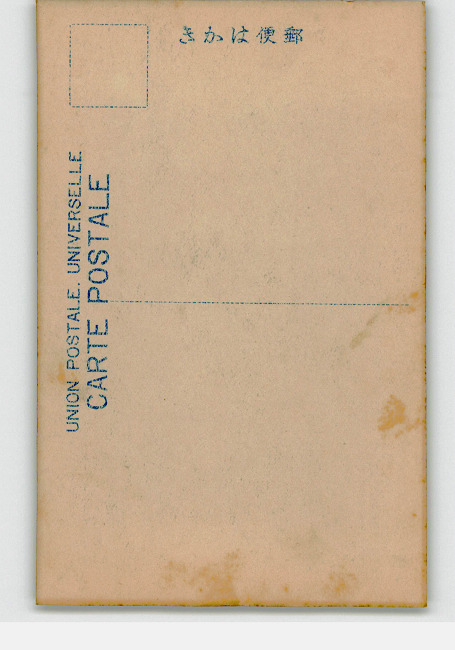 郵便はかき
UNION POSTALE. UNIVERSELLE.
CARTE POSTALE